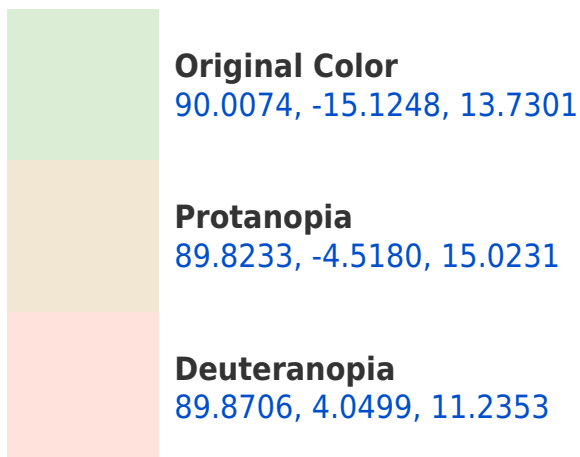 Original Color
90.0074, -15.1248, 13.7301
Protanopia
89.8233, -4.5180, 15.0231
Deuteranopia
89.8706, 4.0499, 11.2353